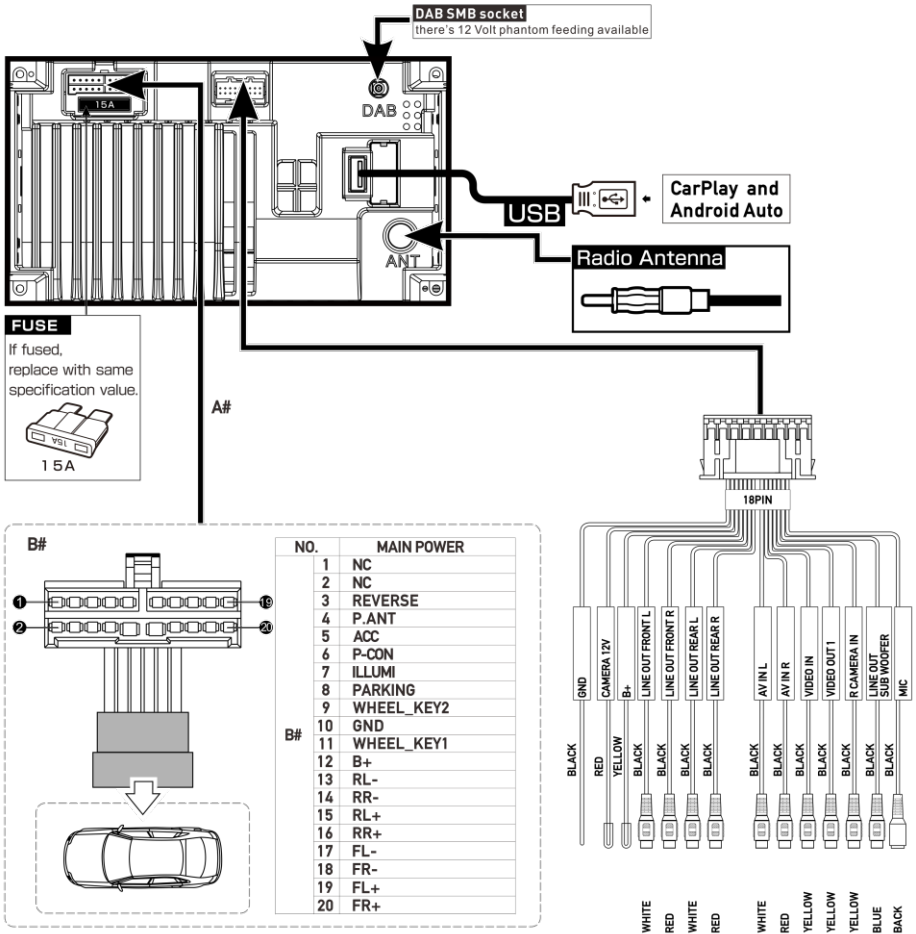 DAB SMB socket
there's 12 Volt phantom feeding available
15A
DAB
USB
CarPlay and
Android Auto
ANT
Radio Antenna
FUSE
If fused,
replace with same
specification value.
15A
15A
A#
18PIN
B#
1
19
2
20
NO. MAIN POWER
B#
1 NC
2 NC
3 REVERSE
4 P.ANT
5 ACC
6 P-CON
7 ILLUMI
8 PARKING
9 WHEEL_KEY2
10 GND
11 WHEEL_KEY1
12 B+
13 RL-
14 RR-
15 RL+
16 RR+
17 FL-
18 FR-
19 FL+
20 FR+
GND
CAMERA 12V
B+
LINE OUT FRONT L
LINE OUT FRONT R
LINE OUT REAR L
LINE OUT REAR R
AV IN L
AV IN R
VIDEO IN
VIDEO OUT 1
R CAMERA IN
LINE OUT
SUB WOOFER
MIC
BLACK
RED
YELLOW
BLACK
BLACK
BLACK
BLACK
BLACK
BLACK
BLACK
BLACK
BLACK
BLACK
BLACK
WHITE
RED
WHITE
RED
WHITE
RED
YELLOW
YELLOW
YELLOW
BLUE
BACK